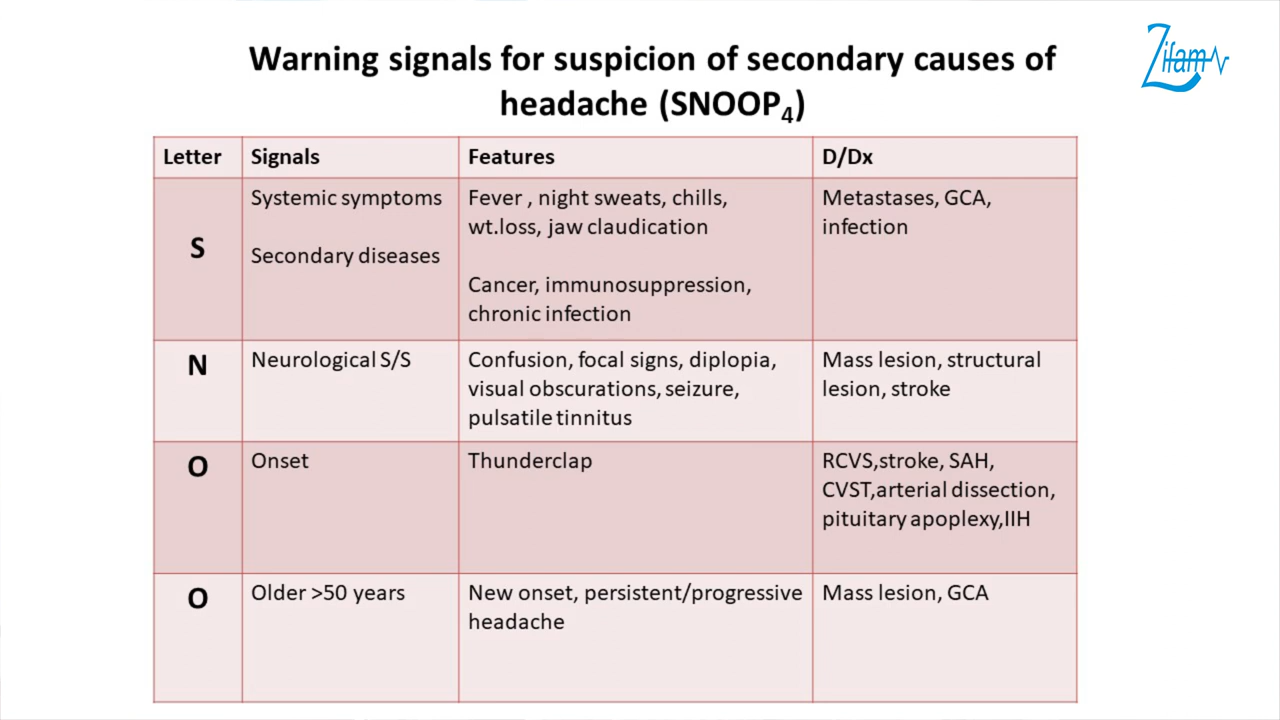 Warning signals for suspicion of secondary causes of
headache (SNOOP4)
Zifam
Letter Signals Features D/Dx
S
Systemic symptoms
Secondary diseases
Fever , night sweats, chills,
wt.loss, jaw claudication
Cancer, immunosuppression,
chronic infection
Metastases, GCA,
infection
N
Neurological S/S
Confusion, focal signs, diplopia,
visual obscurations, seizure,
pulsatile tinnitus
Mass lesion, structural
lesion, stroke
O
Onset
Thunderclap
RCVS,stroke, SAH,
CVST,arterial dissection,
pituitary apoplexy,IIH
O
Older >50 years
New onset, persistent/progressive
headache
Mass lesion, GCA